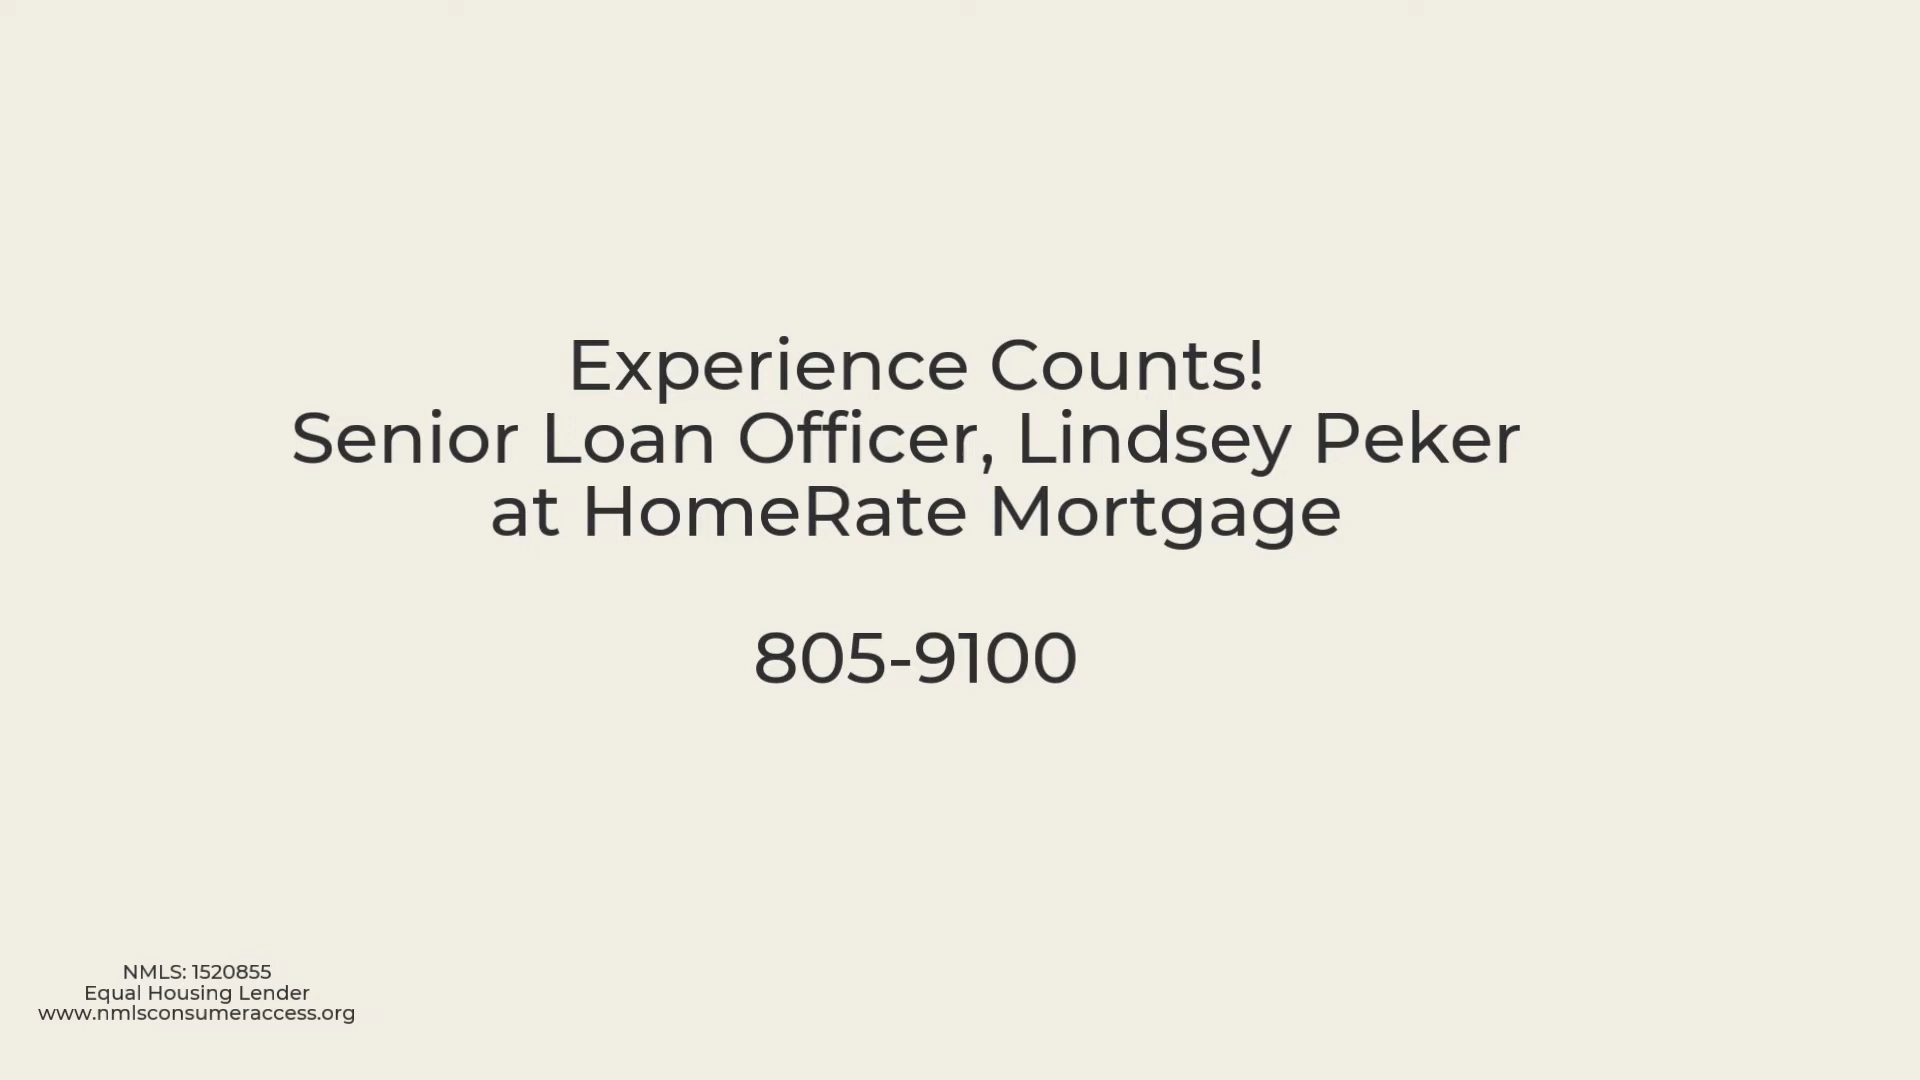 Experience Counts!
Senior Loan Officer, Lindsey Peker
at HomeRate Mortgage
805-9100
NMLS: 1520855
Equal Housing Lender
www.nmlsconsumeraccess.org